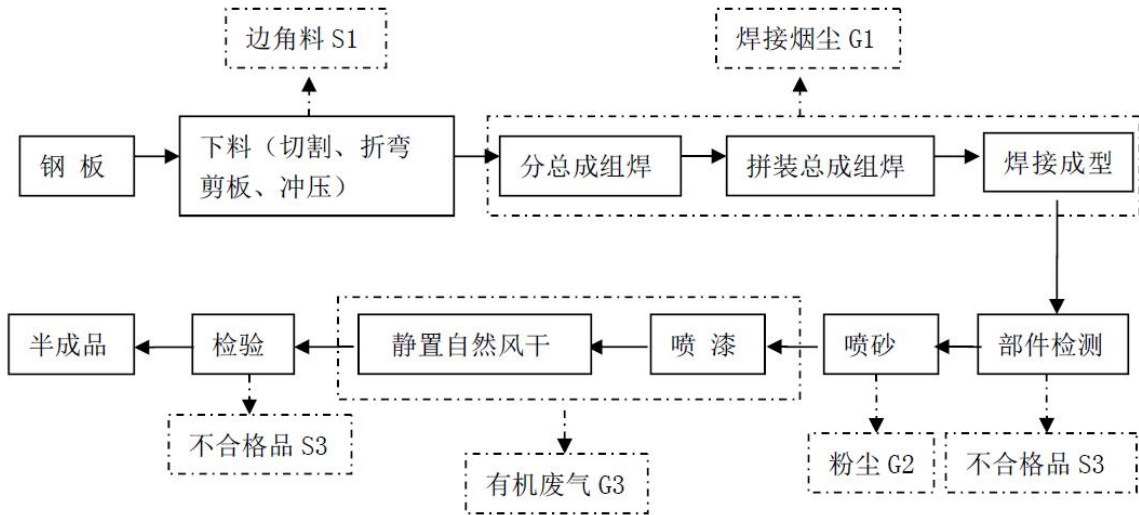 边角料 S1
焊接烟尘 G1
钢 板
下料（切割、折弯
剪板、冲压）
分总成组焊
拼装总成组焊
焊接成型
半成品
检验
静置自然风干
喷 漆
喷砂
部件检测
不合格品 S3
有机废气 G3
粉尘 G2
不合格品 S3